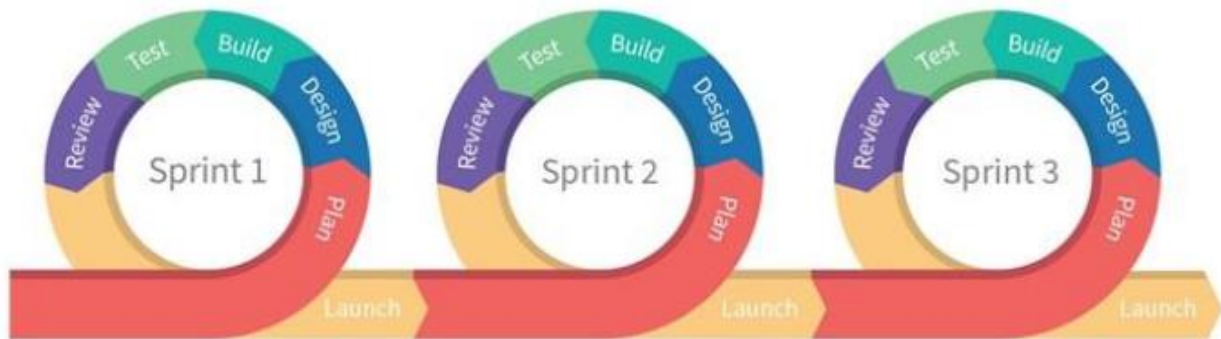 Test
Build
Design
Review
Sprint 1
Plan
Launch
Test
Build
Design
Review
Sprint 2
Plan
Launch
Test
Build
Design
Review
Sprint 3
Plan
Launch